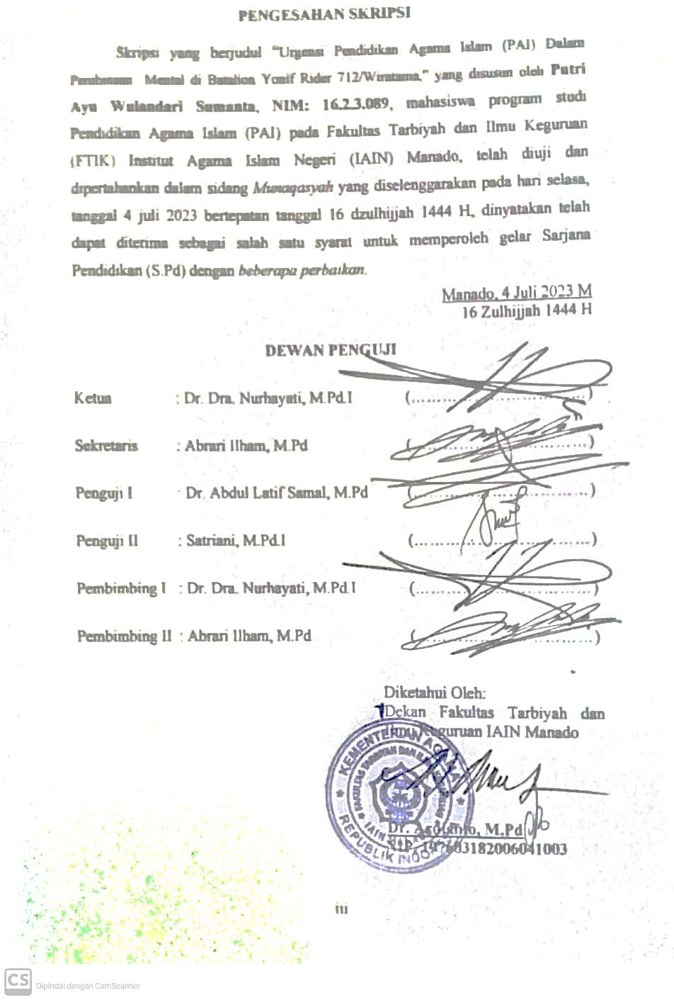 PENGESAHAN SKRIPSI
Skripsi yang berjudul "Urgensi Pendidikan Agama Islam (PAI) Dalam
Pembinaan Mental di Batalion Yonif Rider 712/Wiratama," yang disusun oleh Putri
Ayu Wulandari Sumanta, NIM: 16.2.3.089, mahasiswa program studi
Pendidikan Agama Islam (PAI) pada Fakultas Tarbiyah dan Ilmu Keguruan
(FTIK) Institut Agama Islam Negeri (IAIN) Manado, telah diuji dan
dipertahankan dalam sidang Munaqasyah yang diselenggarakan pada hari selasa,
tanggal 4 juli 2023 bertepatan tanggal 16 dzulhijjah 1444 H, dinyatakan telah
dapat diterima sebagai salah satu syarat untuk memperoleh gelar Sarjana
Pendidikan (S.Pd) dengan beberapa perbaikan.
Manado, 4 Juli 2023 M
16 Zulhijjah 1444 H
DEWAN PENGUJI
Ketua : Dr. Dra. Nurhayati, M.Pd.I (....................)
Sekretaris : Abrari Ilham, M.Pd (....................)
Penguji I : Dr. Abdul Latif Samal, M.Pd (....................)
Penguji II : Satriani, M.Pd.I (....................)
Pembimbing I : Dr. Dra. Nurhayati, M.Pd.I (....................)
Pembimbing II : Abrari Ilham, M.Pd (....................)
Diketahui Oleh:
Dekan Fakultas Tarbiyah dan
Ilmu Keguruan IAIN Manado
KEMENTERIAN AGAMA
FAKULTAS TARBIYAH DAN
IAIN
REPUBLIK INDONESIA
Dr. M.Pd
603182006041003
iii
CS Dipindai dengan CamScanner